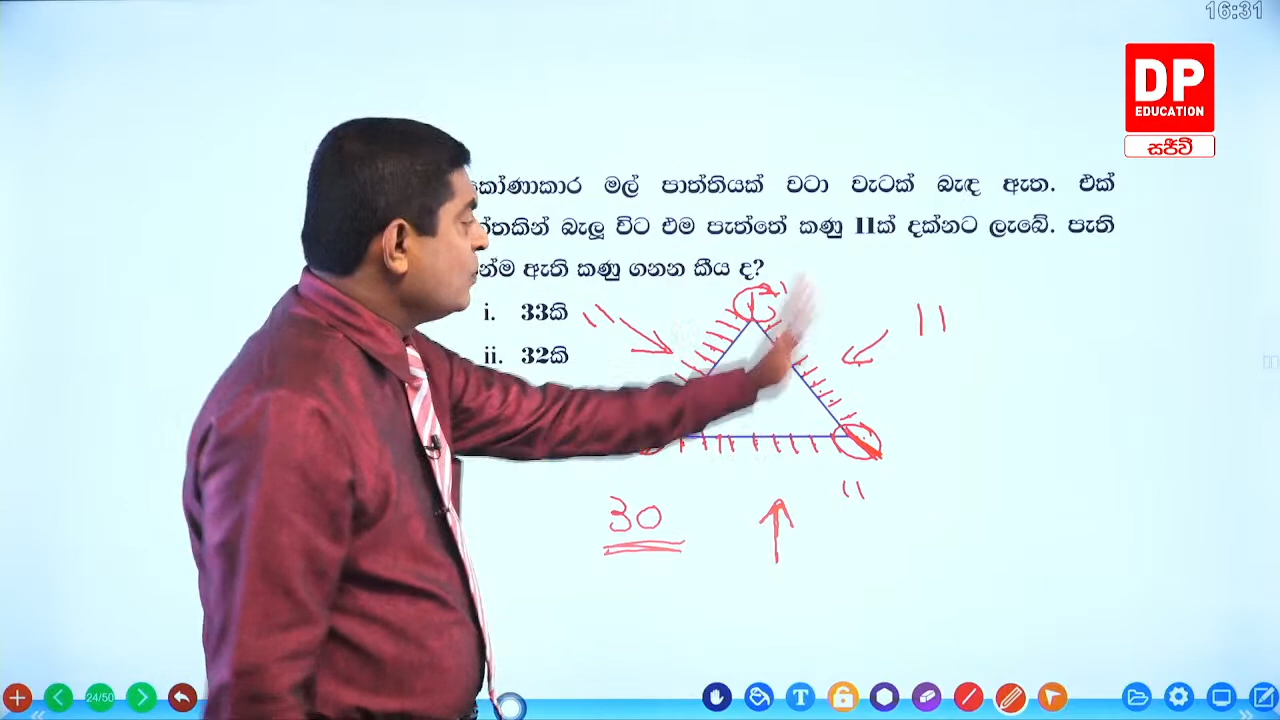 16:31
DP
EDUCATION
සජීවී
කෝණාකාර මල් පාත්තියක් වටා වැටක් බැඳ ඇත. එක්
බැලූ විට එම පැත්තේ කණු 11ක් දක්නට ලැබේ. පැති
ඇති කණු ගනන කීය ද?
i. 33කි
11
11
ii. 32කි
11
30
24/50